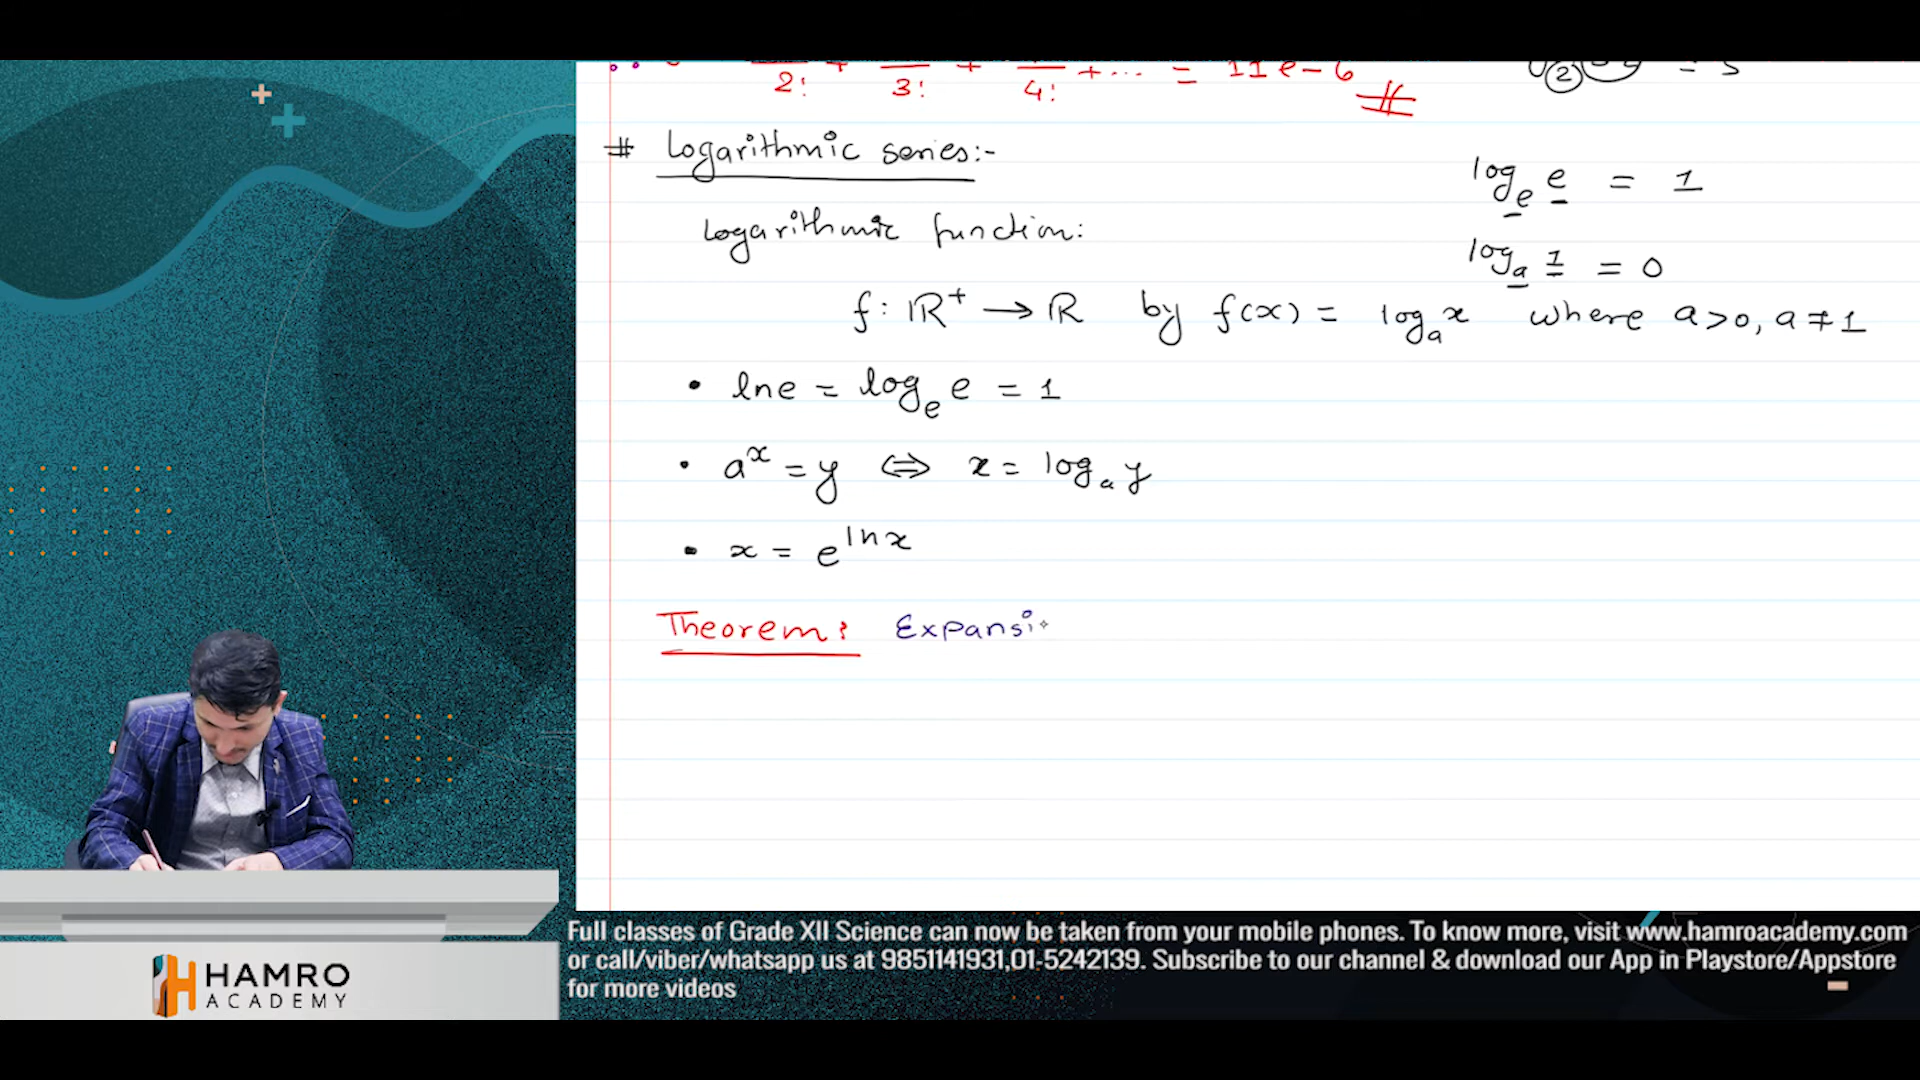 2! + 3! + 4! + ... = 11e-6
# Logarithmic series:-
logₑ e = 1
Logarithmic function:
logₐ 1 = 0
f: ℝ⁺ → ℝ by f(x) = logₐx where a>0, a≠1
• lne = logₑ e = 1
• aˣ = y ⇔ x = logₐ y
• x = e^lnx
Theorem: Expansi
Full classes of Grade XII Science can now be taken from your mobile phones. To know more, visit www.hamroacademy.com
or call/viber/whatsapp us at 9851141931,01-5242139. Subscribe to our channel & download our App in Playstore/Appstore
for more videos
HAMRO
ACADEMY